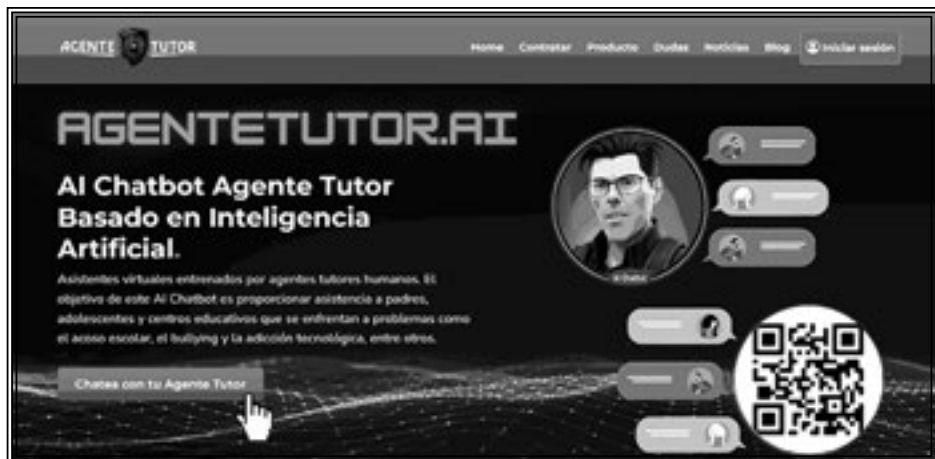 AGENTE TUTOR
Home Contratar Producto Dudas Noticias Blog Iniciar sesión
AGENTETUTOR.AI
AI Chatbot Agente Tutor
Basado en Inteligencia
Artificial.
Asistentes virtuales entrenados por agentes tutores humanos. El
objetivo de este AI Chatbot es proporcionar asistencia a padres,
adolescentes y centros educativos que se enfrentan a problemas como
el acoso escolar, el bullying y la adicción tecnológica, entre otros.
AI Chatbot
Chatea con tu Agente Tutor